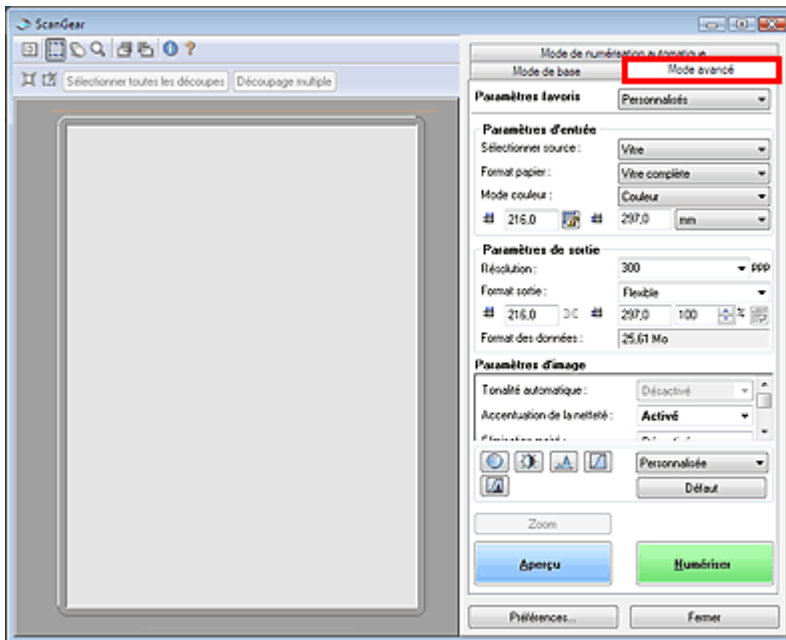 ScanGear
Sélectionner toutes les découpes Découpage multiple
Mode de numérisation automatique
Mode de base Mode avancé
Paramètres favoris Personnalisés
Paramètres d'entrée
Sélectionner source : Vitre
Format papier : Vitre complète
Mode couleur : Couleur
216,0 297,0 mm
Paramètres de sortie
Résolution : 300 ppp
Format sortie : Flexible
216,0 297,0 100 %
Format des données : 25,61 Mo
Paramètres d'image
Tonalité automatique : Désactivé
Accentuation de la netteté : Activé
Personnalisée
Défaut
Zoom
Aperçu Numériser
Préférences... Fermer